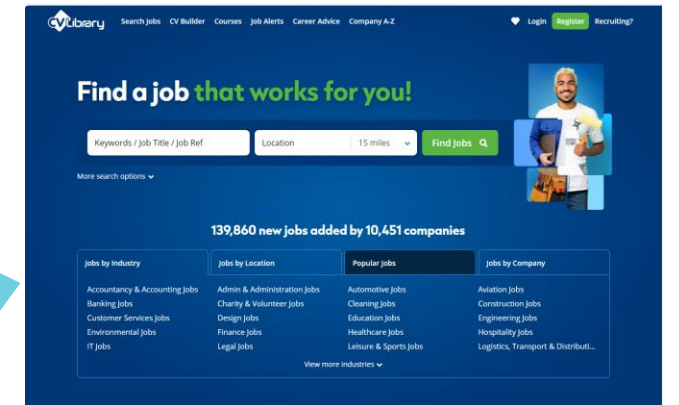 CVLibrary Search Jobs CV Builder Courses Job Alerts Career Advice Company A-Z Login Register Recruiting?
Find a job that works for you!
Keywords / Job Title / Job Ref Location 15 miles Find Jobs
More search options
139,860 new jobs added by 10,451 companies
Jobs by Industry Jobs by Location Popular Jobs Jobs by Company
Accountancy & Accounting Jobs Admin & Administration Jobs Automotive Jobs Aviation Jobs
Banking Jobs Charity & Volunteer Jobs Cleaning Jobs Construction Jobs
Customer Services Jobs Design Jobs Education Jobs Engineering Jobs
Environmental Jobs Finance Jobs Healthcare Jobs Hospitality Jobs
IT Jobs Legal Jobs Leisure & Sports Jobs Logistics, Transport & Distributi...
View more industries